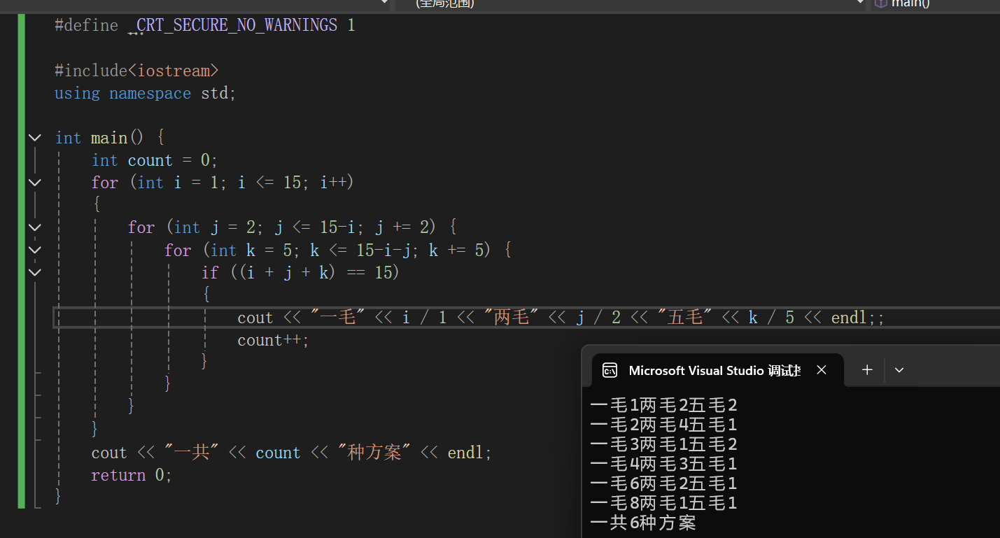 (全局范围) main()
#define _CRT_SECURE_NO_WARNINGS 1
#include<iostream>
using namespace std;
int main() {
int count = 0;
for (int i = 1; i <= 15; i++)
{
for (int j = 2; j <= 15-i; j += 2) {
for (int k = 5; k <= 15-i-j; k += 5) {
if ((i + j + k) == 15)
{
cout << "一毛" << i / 1 << "两毛" << j / 2 << "五毛" << k / 5 << endl;;
count++;
}
}
}
}
cout << "一共" << count << "种方案" << endl;
return 0;
}
Microsoft Visual Studio 调试
一毛1两毛2五毛2
一毛2两毛4五毛1
一毛3两毛1五毛2
一毛4两毛3五毛1
一毛6两毛2五毛1
一毛8两毛1五毛1
一共6种方案